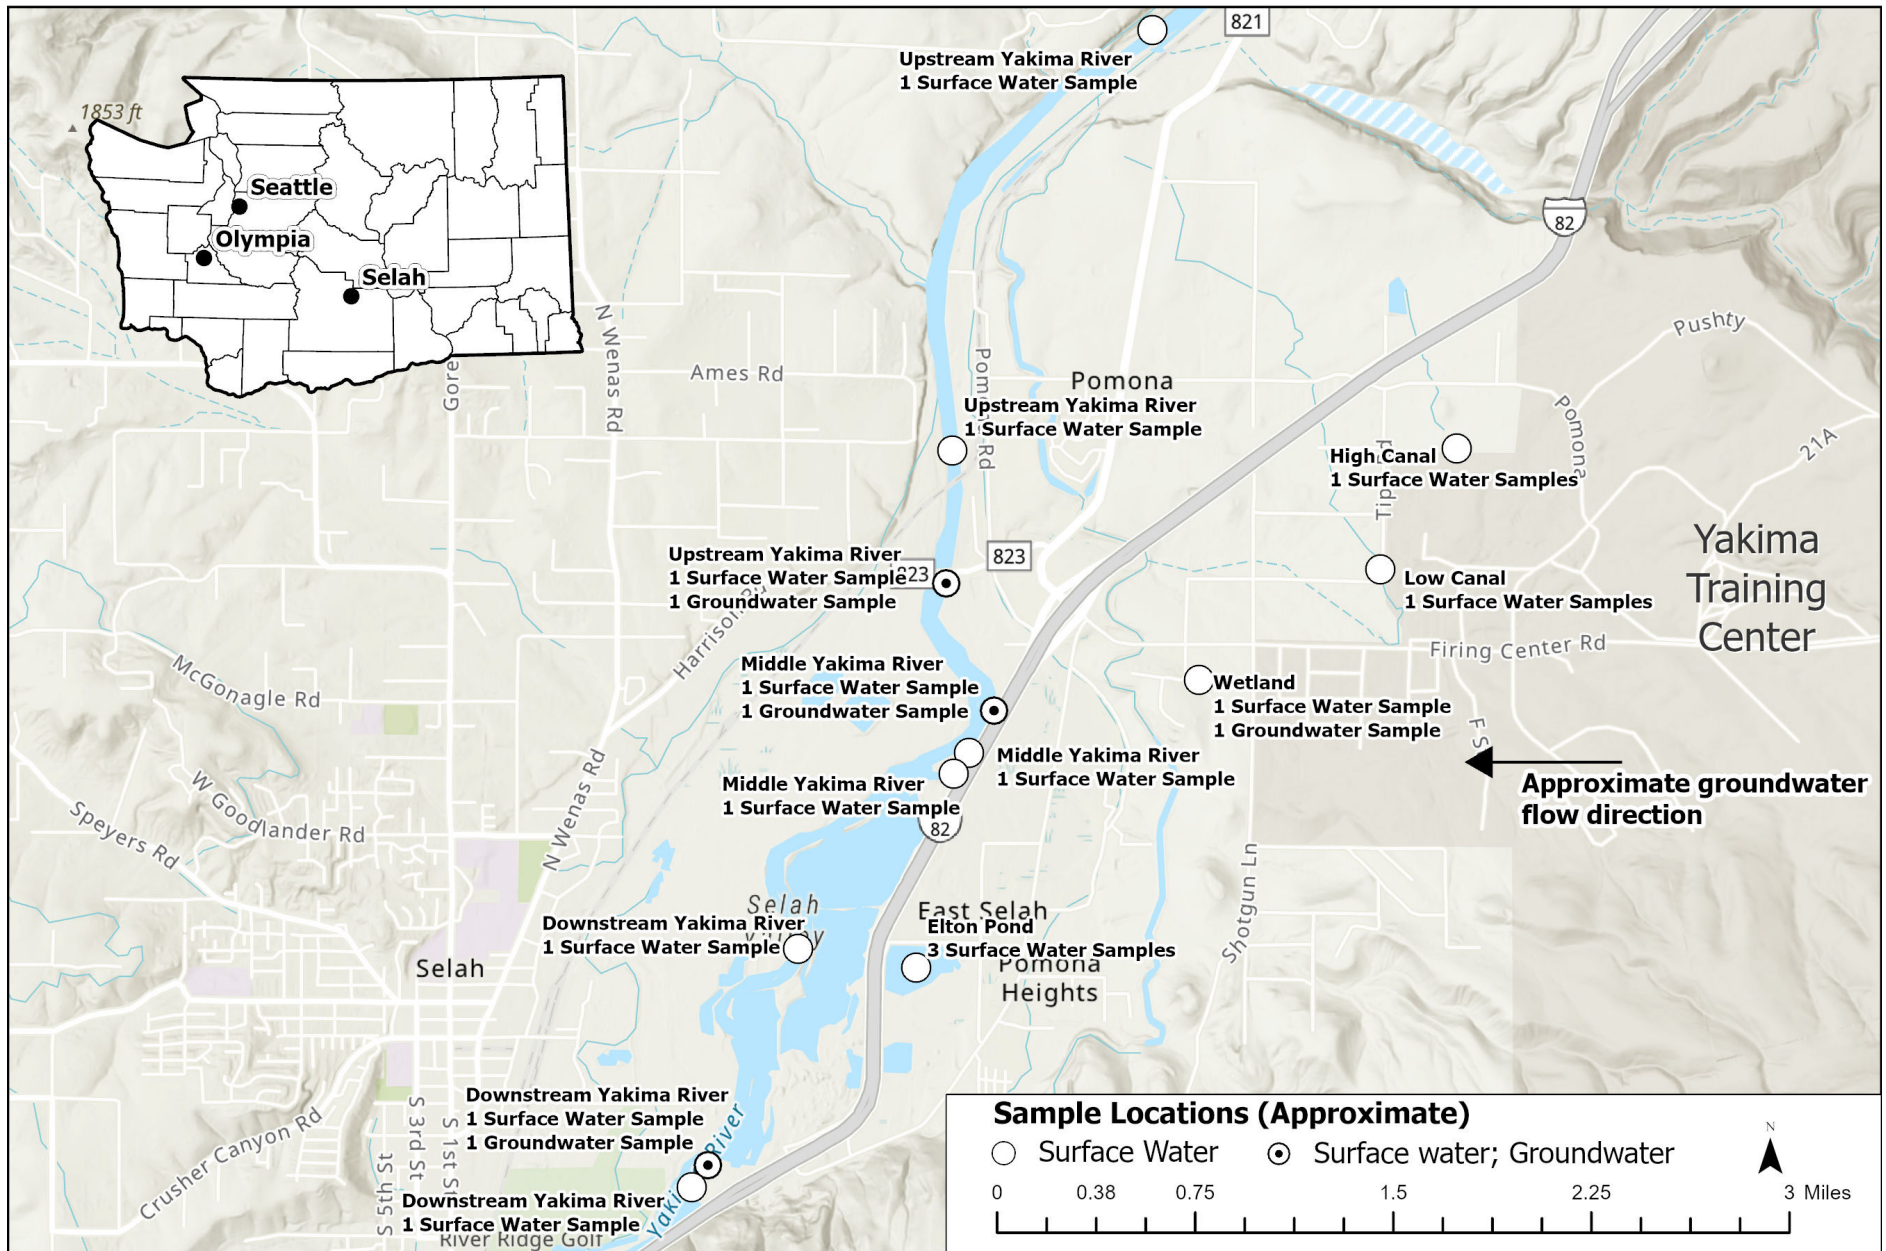 821
Upstream Yakima River
1 Surface Water Sample
1853 ft
Seattle
Olympia
Selah
82
N Wenas Rd
Gore
Ames Rd
Pushty
Pomona
Pomona Rd
Upstream Yakima River
1 Surface Water Sample
Pomona
21A
High Canal
1 Surface Water Samples
Yakima
Training
Center
Upstream Yakima River
1 Surface Water Sample
1 Groundwater Sample
823
823
Low Canal
1 Surface Water Samples
Harrison Rd
Firing Center Rd
McGonagle Rd
Middle Yakima River
1 Surface Water Sample
1 Groundwater Sample
Wetland
1 Surface Water Sample
1 Groundwater Sample
F St
Middle Yakima River
1 Surface Water Sample
Middle Yakima River
1 Surface Water Sample
82
Approximate groundwater
flow direction
W Goodlander Rd
Speyers Rd
N Wenas Rd
Shotgun Ln
Selah
Valley
Downstream Yakima River
1 Surface Water Sample
East Selah
Elton Pond
3 Surface Water Samples
Pomona
Heights
Selah
Downstream Yakima River
1 Surface Water Sample
1 Groundwater Sample
Crusher Canyon Rd
S 5th St
S 3rd St
S 1st St
Yakima River
Downstream Yakima River
1 Surface Water Sample
River Ridge Golf
Sample Locations (Approximate)
Surface Water
Surface water; Groundwater
N
0 0.38 0.75 1.5 2.25 3 Miles